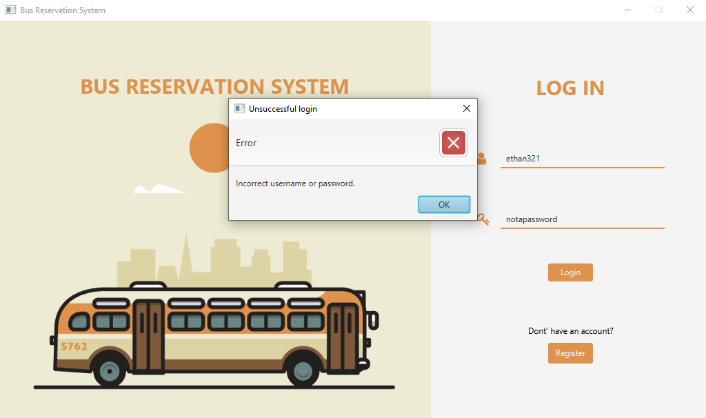 Bus Reservation System
BUS RESERVATION SYSTEM
5762
Unsuccessful login
Error
Incorrect username or password.
OK
LOG IN
ethan321
notapassword
Login
Dont' have an account?
Register